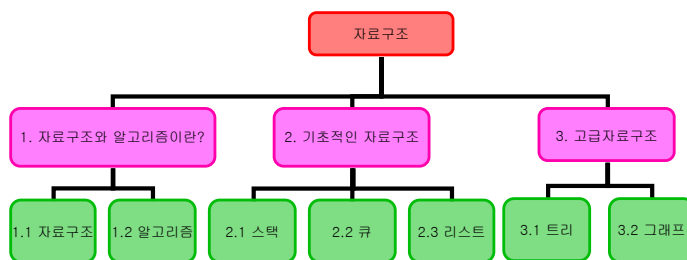 자료구조
1. 자료구조와 알고리즘이란?
2. 기초적인 자료구조
3. 고급자료구조
1.1 자료구조
1.2 알고리즘
2.1 스택
2.2 큐
2.3 리스트
3.1 트리
3.2 그래프